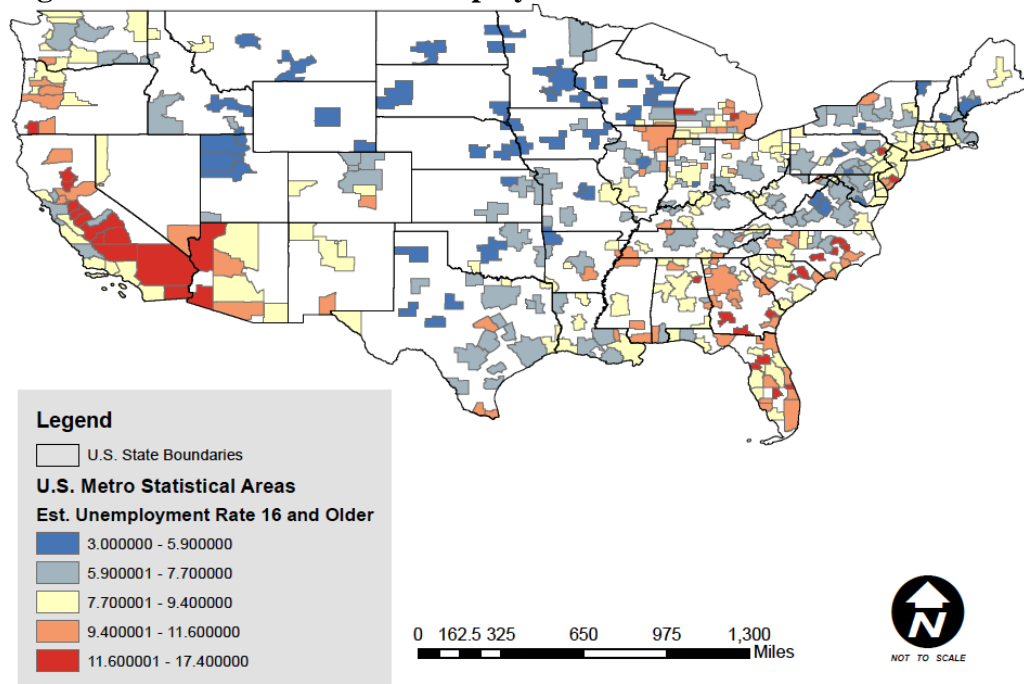 Legend
U.S. State Boundaries
U.S. Metro Statistical Areas
Est. Unemployment Rate 16 and Older
3.000000 - 5.900000
5.900001 - 7.700000
7.700001 - 9.400000
9.400001 - 11.600000
11.600001 - 17.400000
0 162.5 325 650 975 1,300
Miles
N
NOT TO SCALE